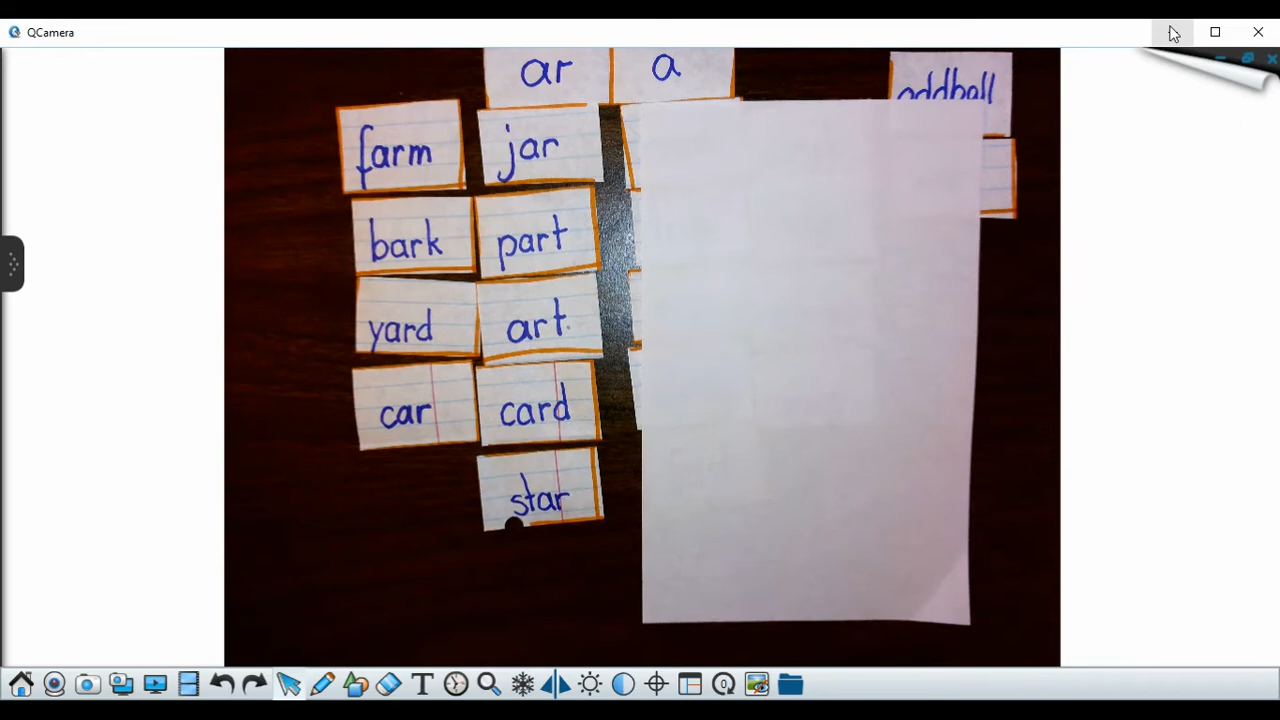 QCamera
ar a oddball
farm jar
bark part
yard art
car card
star